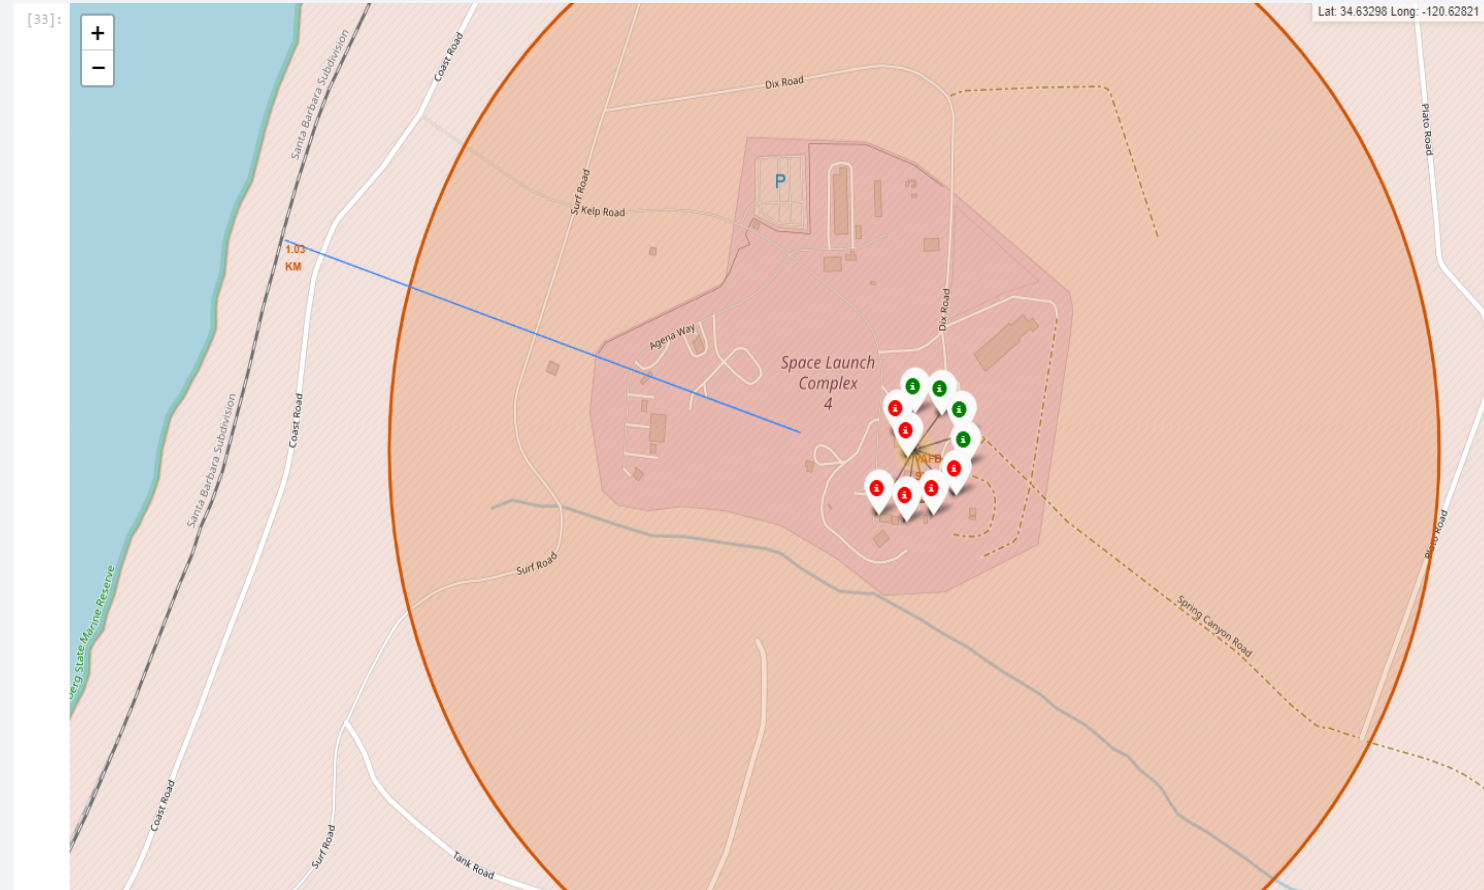 [33]:
+
−
Lat: 34.63298 Long: -120.62821
Santa Barbara Subdivision
Coast Road
Dix Road
Plato Road
P
Surf Road
Kelp Road
1.03
KM
Dix Road
Agena Way
Space Launch
Complex
4
Coast Road
Santa Barbara Subdivision
Surf Road
Plato Road
berg State Marine Reserve
Spring Canyon Road
Coast Road
Surf Road
Tank Road